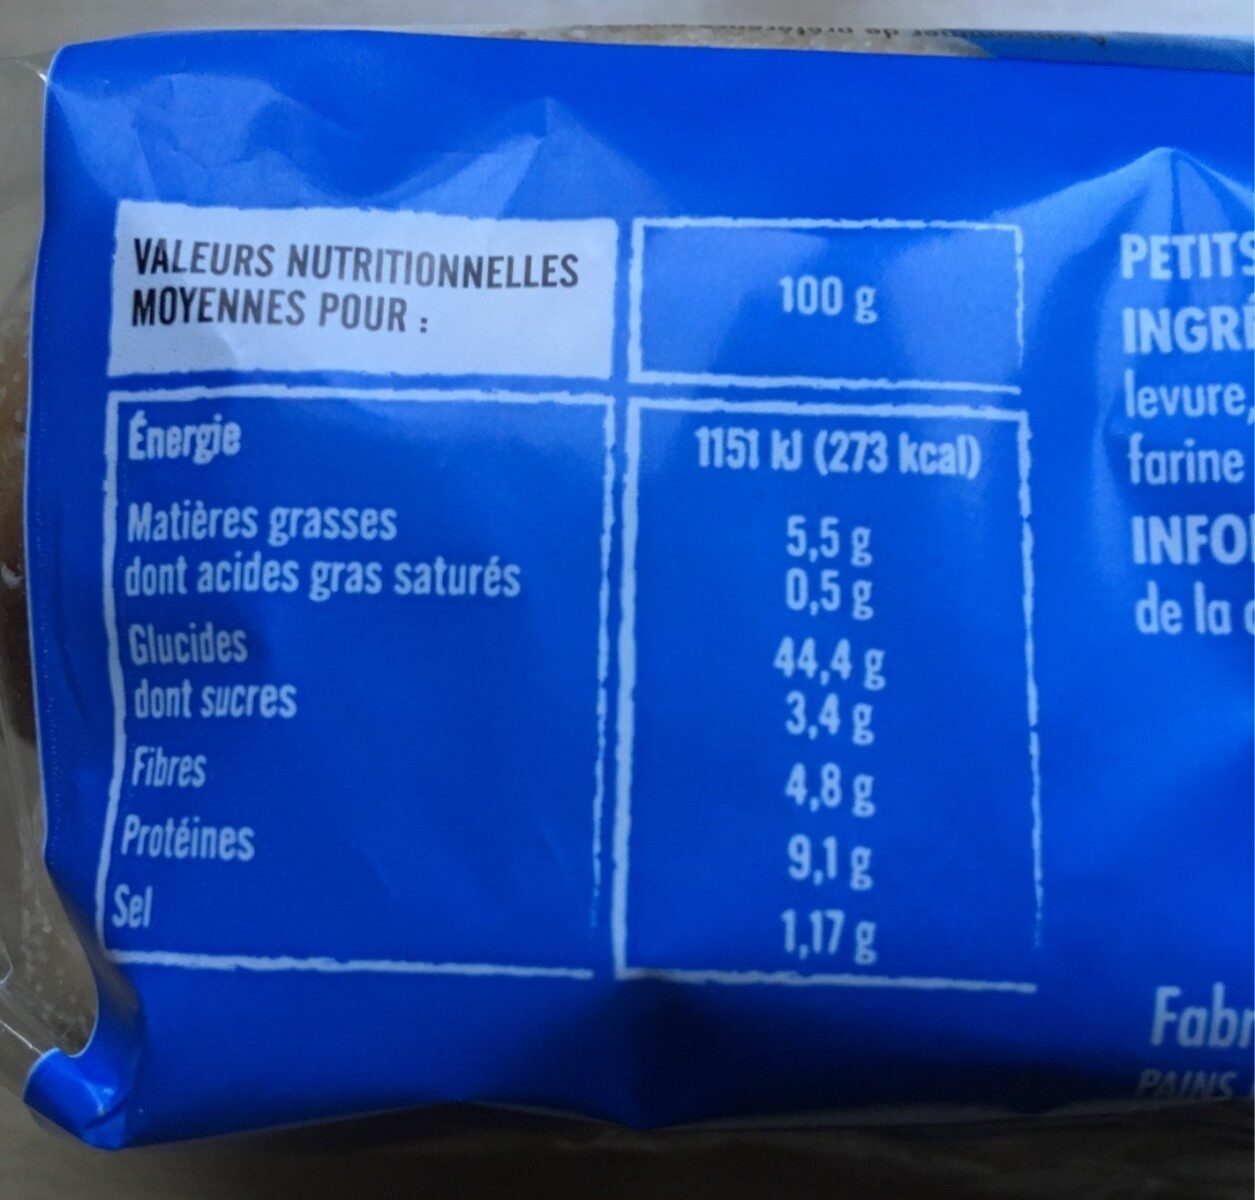 VALEURS NUTRITIONNELLES
MOYENNES POUR :
100 g
Énergie 1151 kJ (273 kcal)
Matières grasses 5,5 g
dont acides gras saturés 0,5 g
Glucides 44,4 g
dont sucres 3,4 g
Fibres 4,8 g
Protéines 9,1 g
Sel 1,17 g
PETITS
INGRÉ
levure,
farine
INFO
de la
Fabr
PAINS